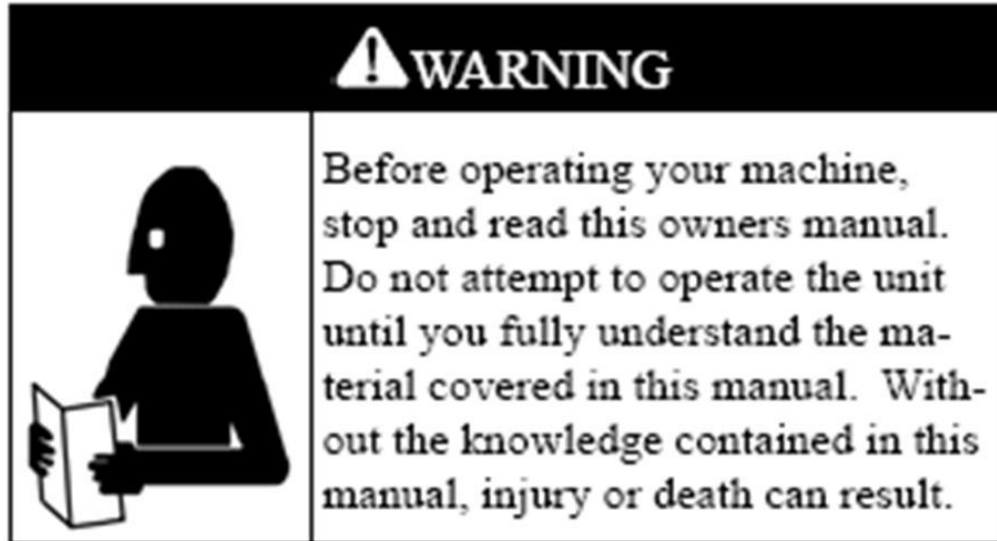 WARNING
Before operating your machine,
stop and read this owners manual.
Do not attempt to operate the unit
until you fully understand the ma-
terial covered in this manual.  With-
out the knowledge contained in this
manual, injury or death can result.